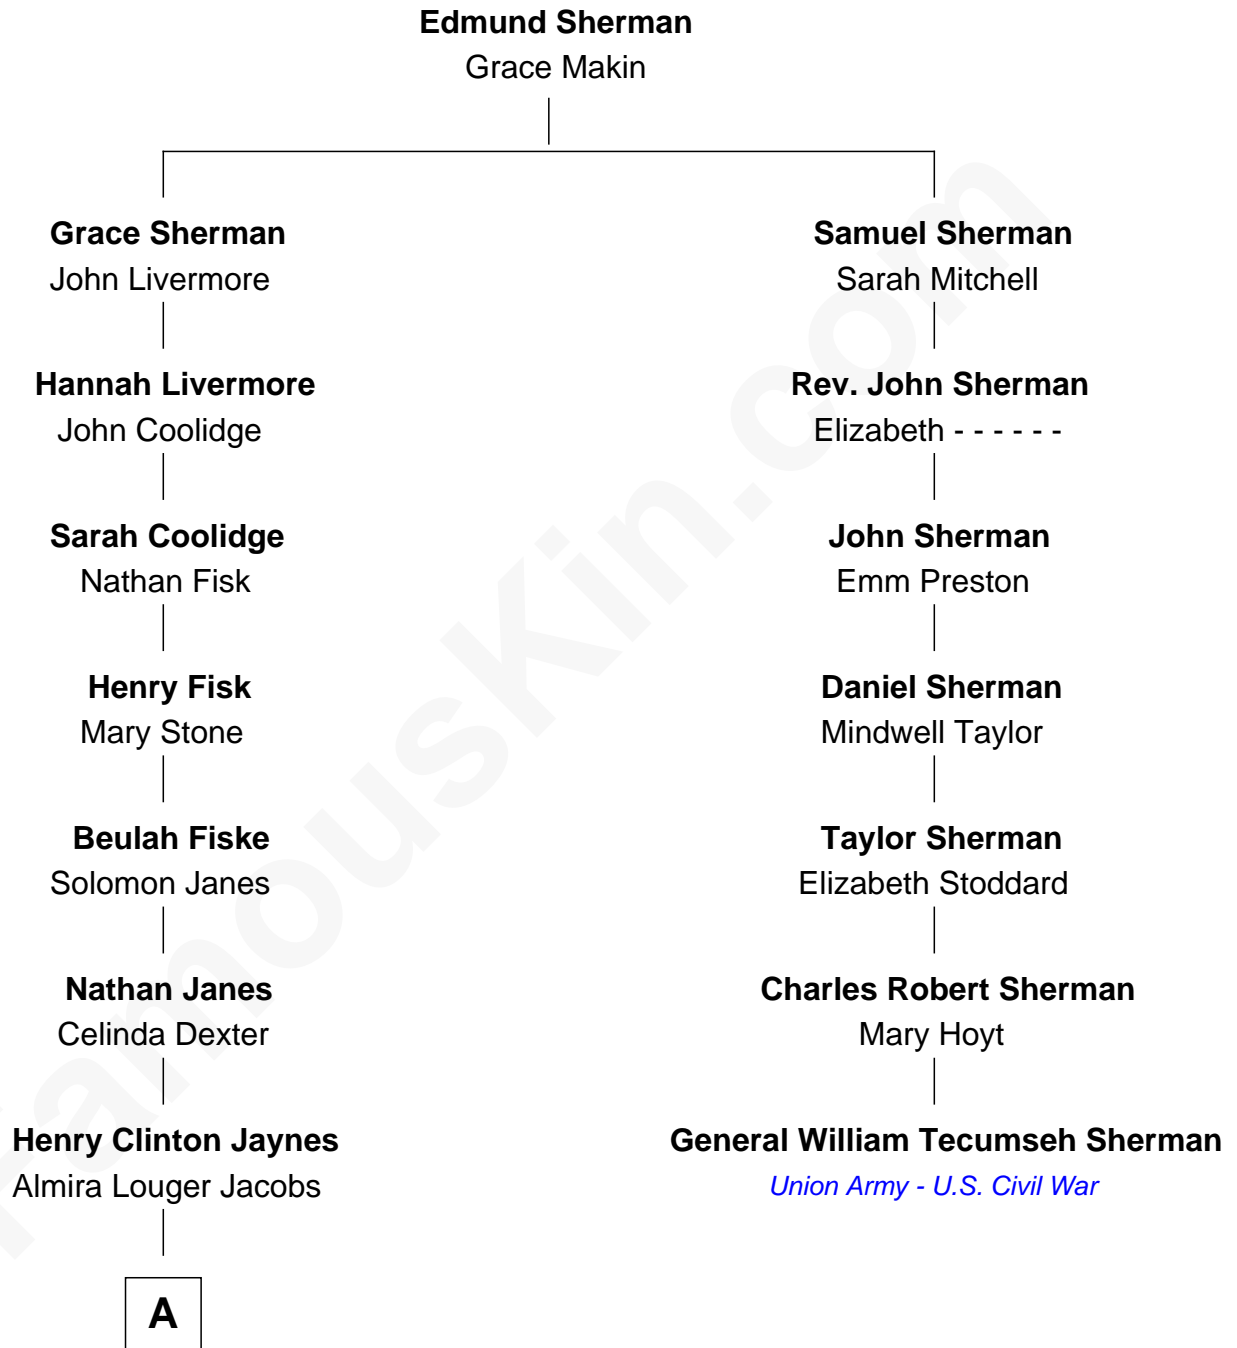 Edmund Sherman
Grace Makin
Grace Sherman
John Livermore
Samuel Sherman
Sarah Mitchell
Hannah Livermore
John Coolidge
Rev. John Sherman
Elizabeth - - - - - -
Sarah Coolidge
Nathan Fisk
John Sherman
Emm Preston
Henry Fisk
Mary Stone
Daniel Sherman
Mindwell Taylor
Beulah Fiske
Solomon Janes
Taylor Sherman
Elizabeth Stoddard
Nathan Janes
Celinda Dexter
Charles Robert Sherman
Mary Hoyt
Henry Clinton Jaynes
Almira Louger Jacobs
General William Tecumseh Sherman
Union Army - U.S. Civil War
A
FamousKin.com